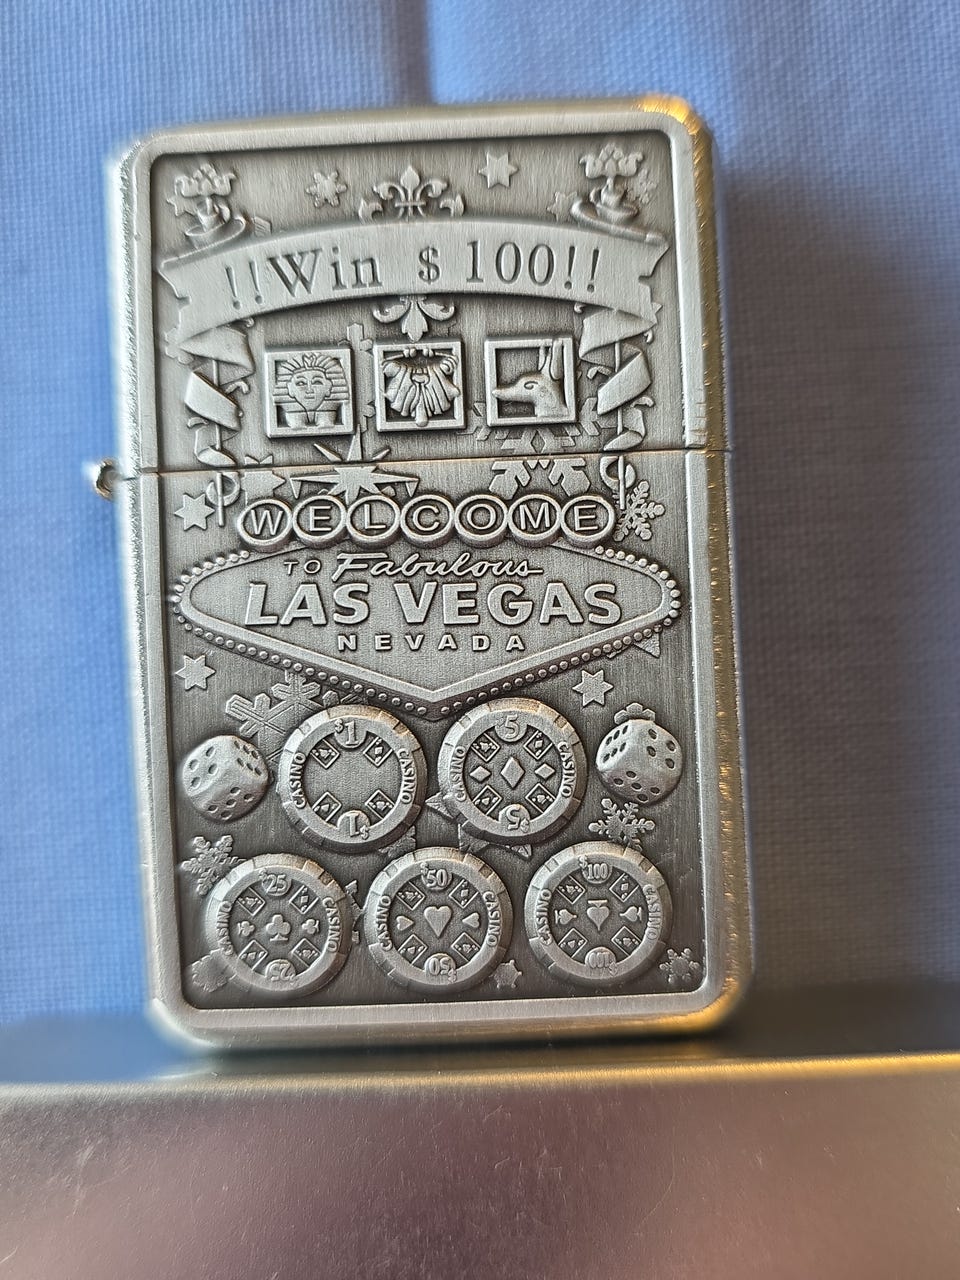 !!Win $ 100!!
WELCOME
TO Fabulous
LAS VEGAS
NEVADA
$1
CASINO CASINO
1$
5
CASINO CASINO
5$
$25
CASINO CASINO
25$
$50
CASINO CASINO
50$
$100
CASINO CASINO
100$